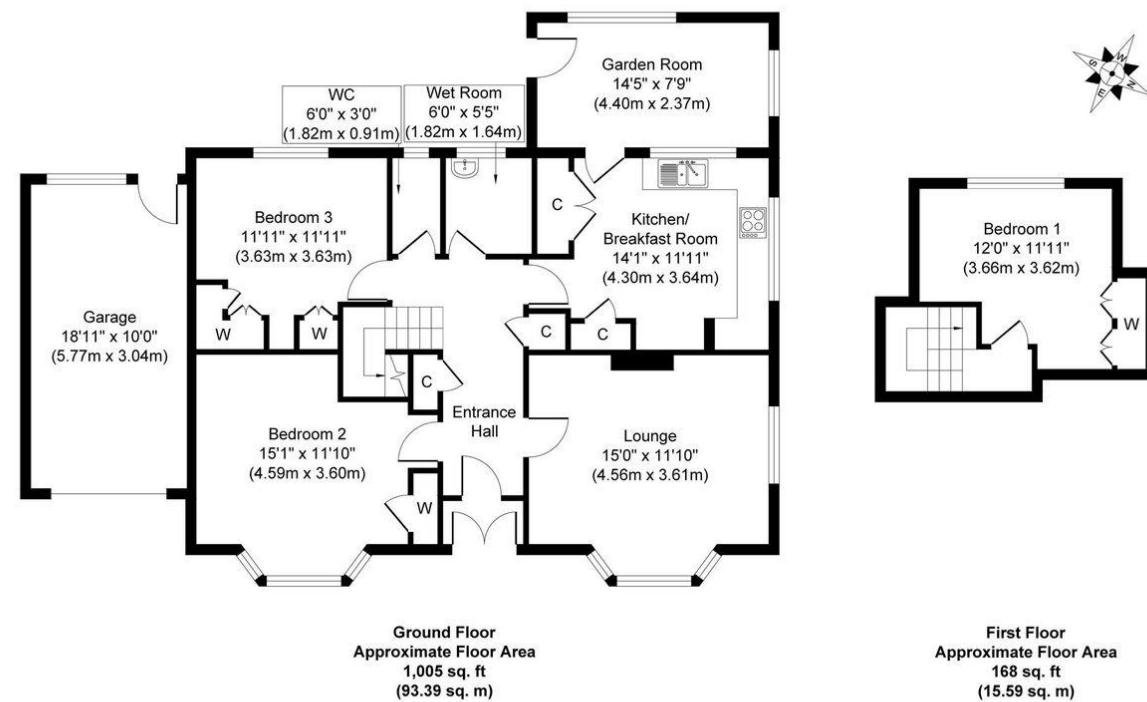 WC
6'0" x 3'0"
(1.82m x 0.91m)
Wet Room
6'0" x 5'5"
(1.82m x 1.64m)
Garden Room
14'5" x 7'9"
(4.40m x 2.37m)
S
W
N
E
Bedroom 3
11'11" x 11'11"
(3.63m x 3.63m)
C
Kitchen/
Breakfast Room
14'1" x 11'11"
(4.30m x 3.64m)
Garage
18'11" x 10'0"
(5.77m x 3.04m)
W
W
C
C
C
Entrance
Hall
Bedroom 2
15'1" x 11'10"
(4.59m x 3.60m)
W
Lounge
15'0" x 11'10"
(4.56m x 3.61m)
Bedroom 1
12'0" x 11'11"
(3.66m x 3.62m)
W
Ground Floor
Approximate Floor Area
1,005 sq. ft
(93.39 sq. m)
First Floor
Approximate Floor Area
168 sq. ft
(15.59 sq. m)